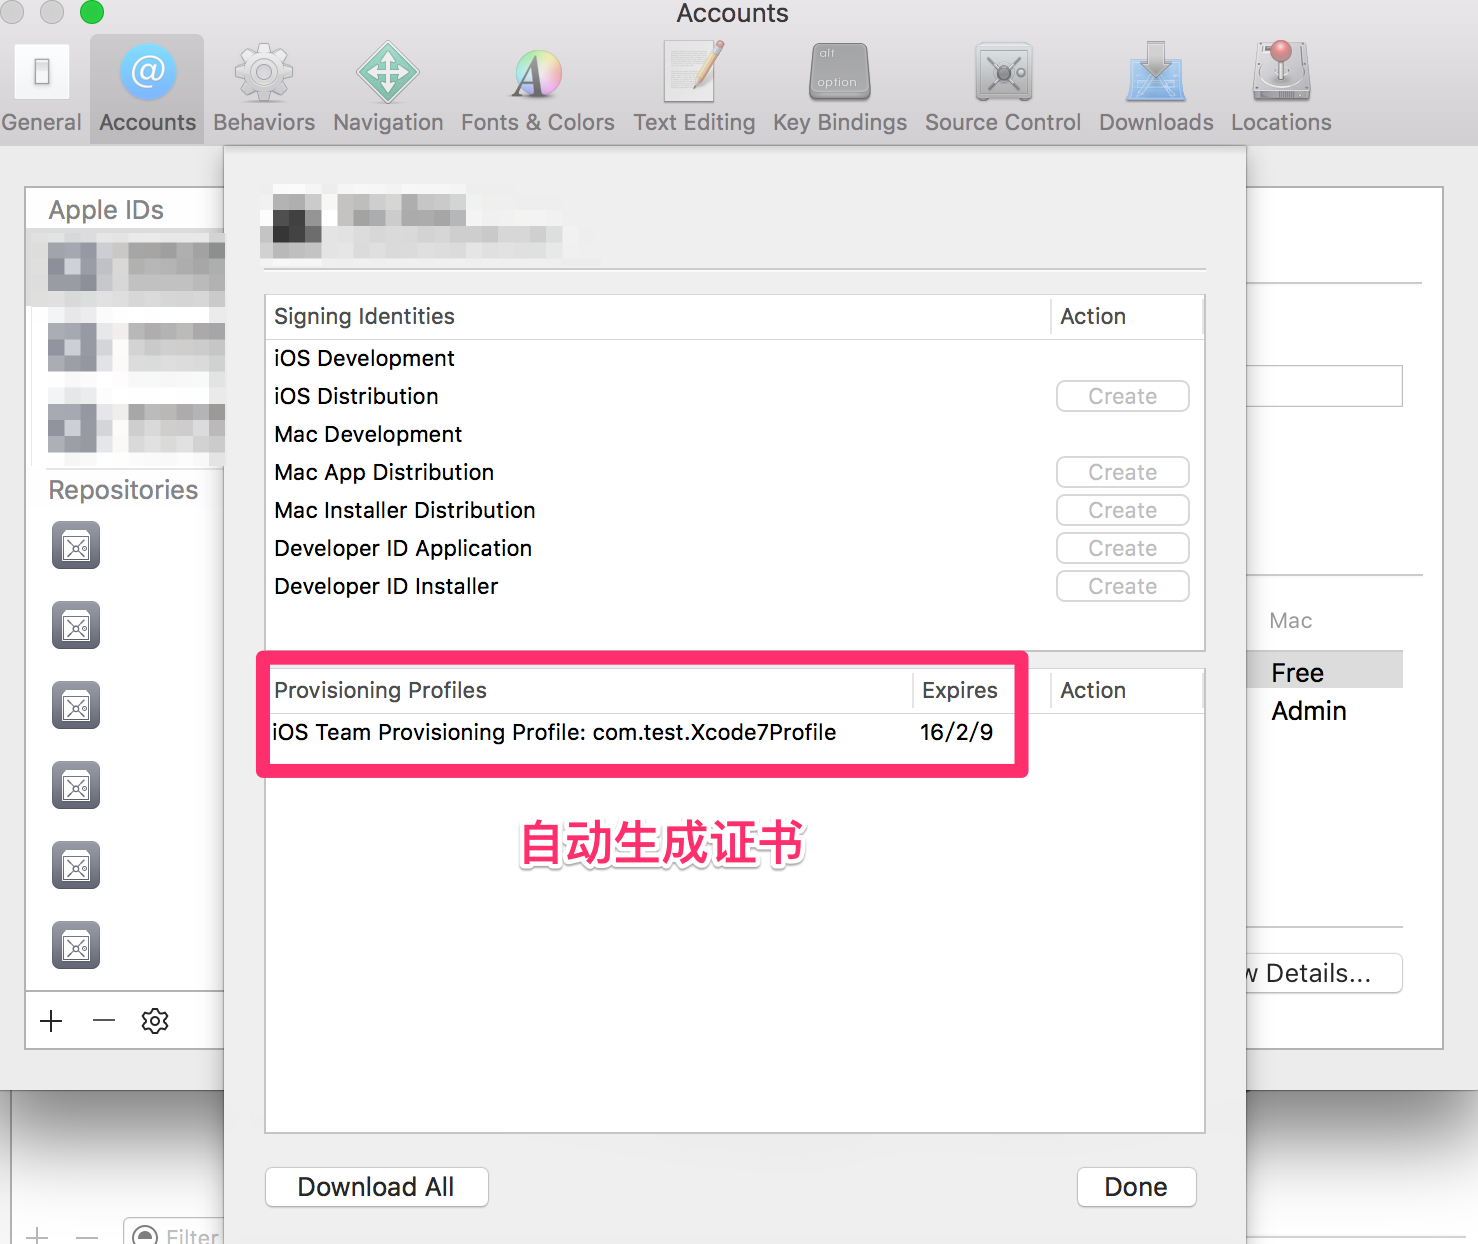 Accounts
General Accounts Behaviors Navigation Fonts & Colors Text Editing Key Bindings Source Control Downloads Locations
alt
option
Apple IDs
Repositories
Signing Identities Action
iOS Development
iOS Distribution Create
Mac Development
Mac App Distribution Create
Mac Installer Distribution Create
Developer ID Application Create
Developer ID Installer Create
Provisioning Profiles Expires Action
iOS Team Provisioning Profile: com.test.Xcode7Profile 16/2/9
自动生成证书
Mac
Free
Admin
w Details...
Download All Done
Filter